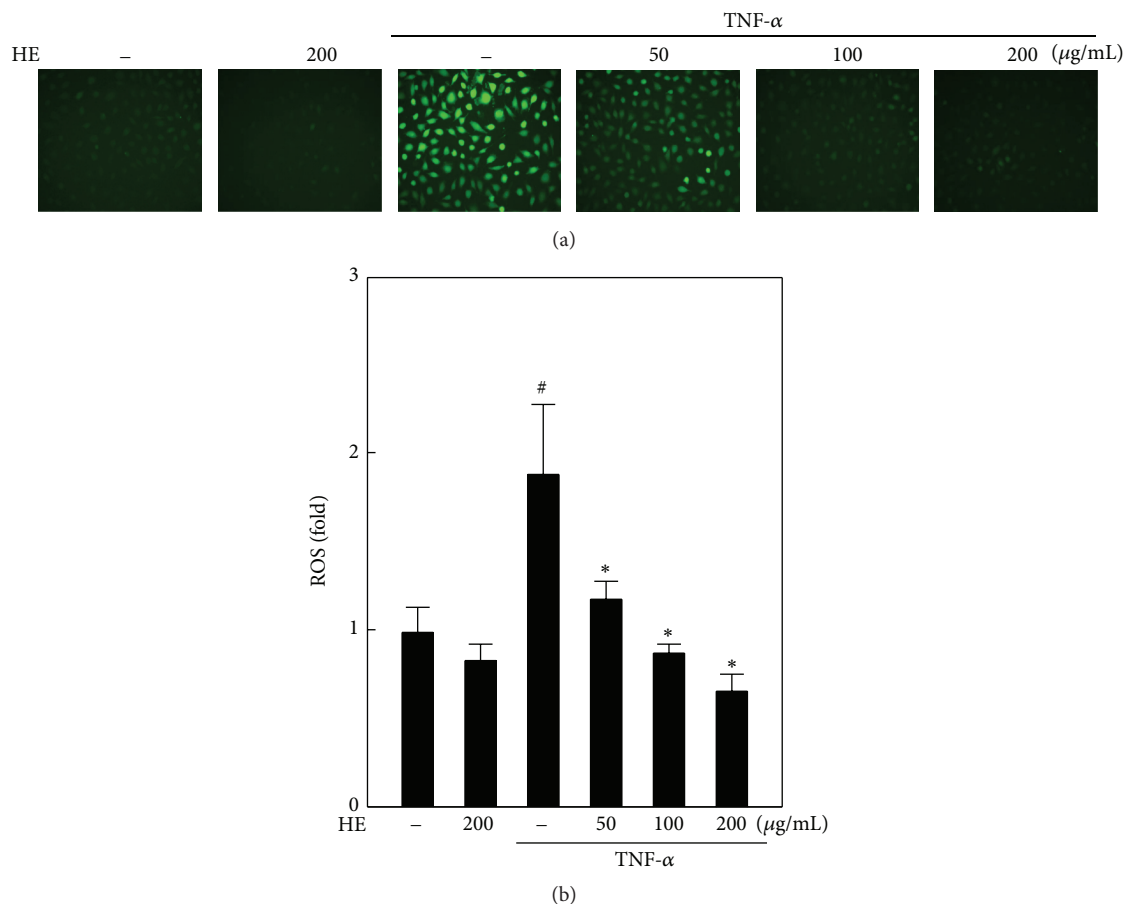 TNF-α
HE – 200 – 50 100 200 (μg/mL)
(a)
3
#
2
*
ROS (fold)
1
*
*
0
HE – 200 – 50 100 200 (μg/mL)
TNF-α
(b)